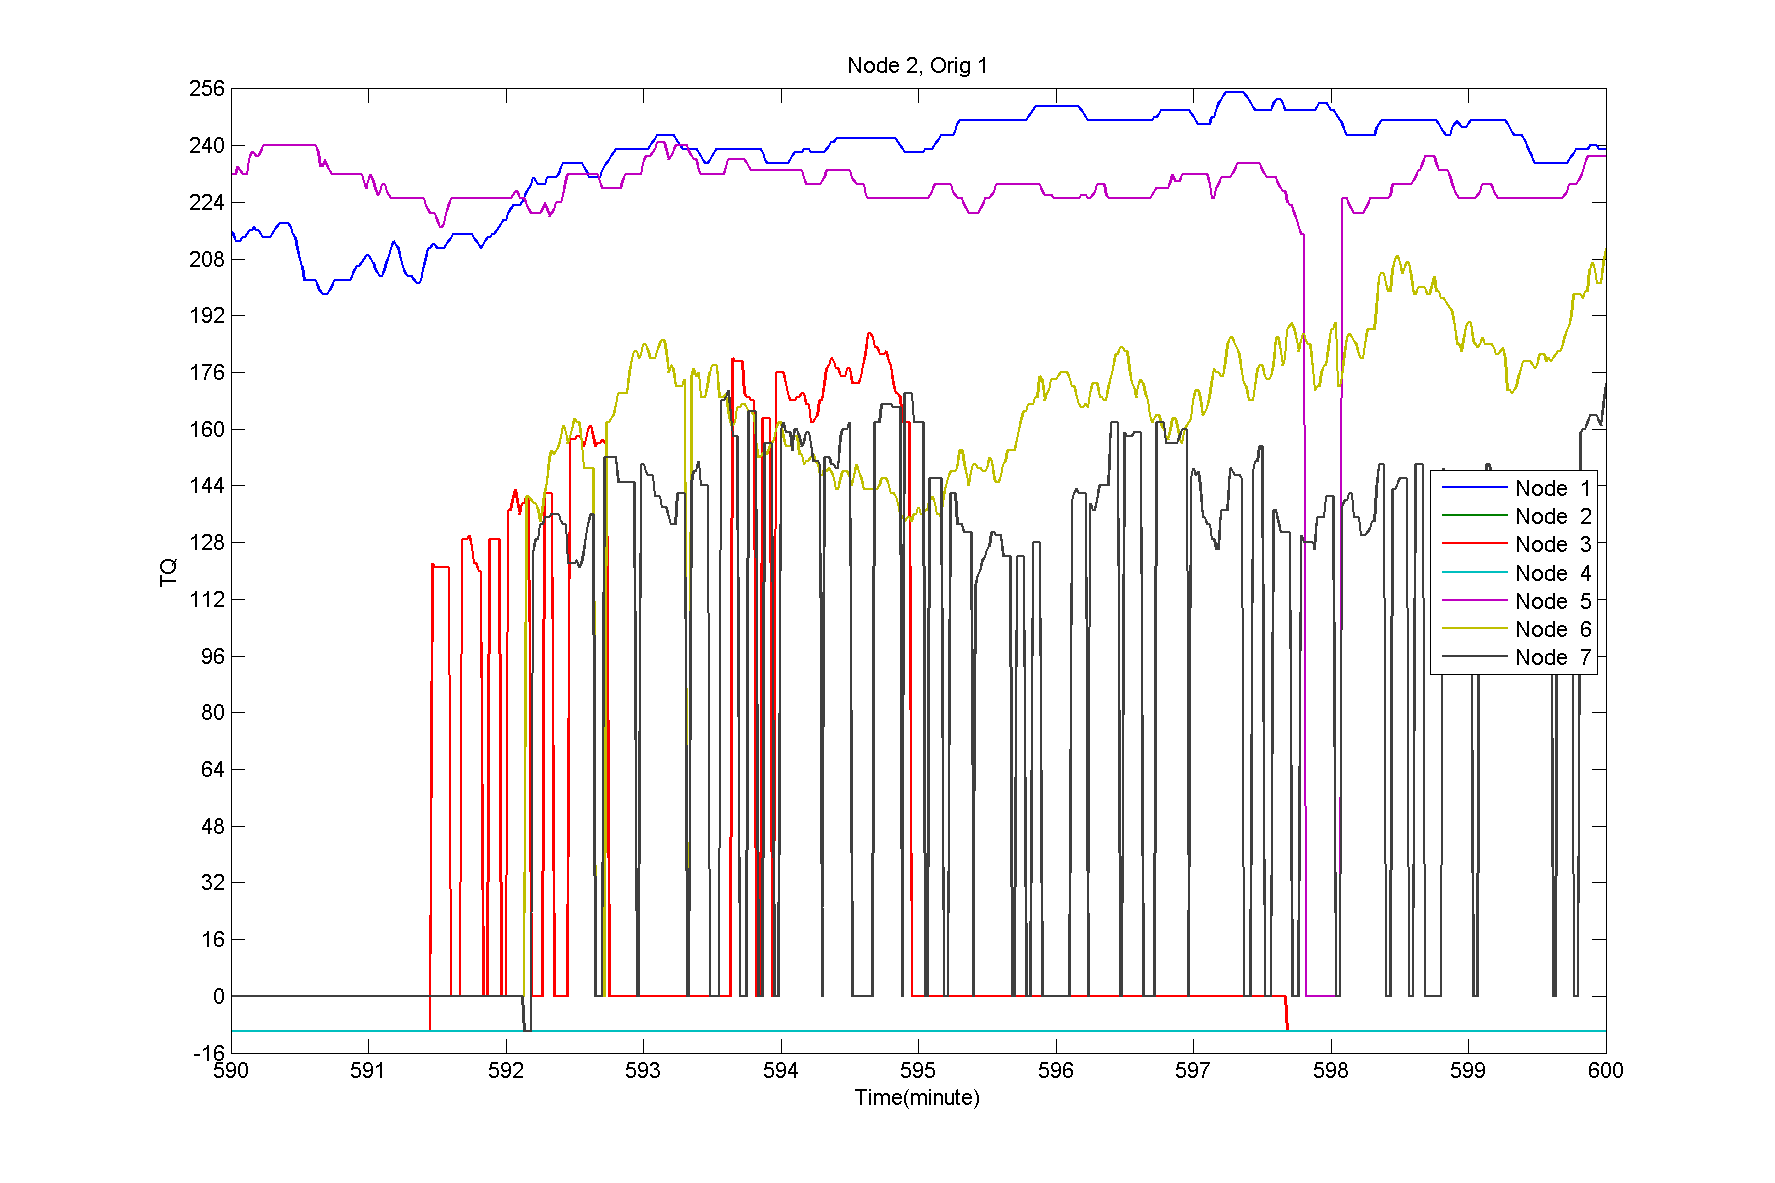 Node 2, Orig 1
256
240
224
208
192
176
160
144
128
112
96
80
64
48
32
16
0
-16
TQ
Node 1
Node 2
Node 3
Node 4
Node 5
Node 6
Node 7
590 591 592 593 594 595 596 597 598 599 600
Time(minute)